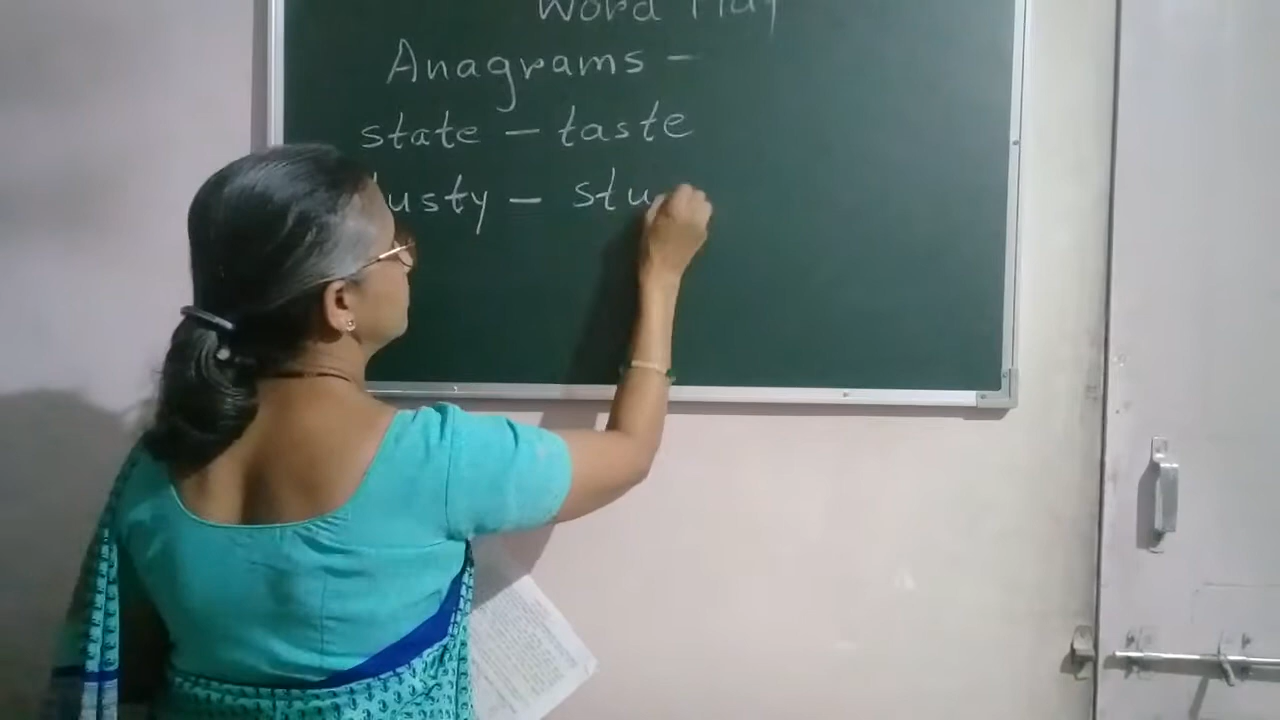 Word Play
Anagrams –
state – taste
dusty – stu